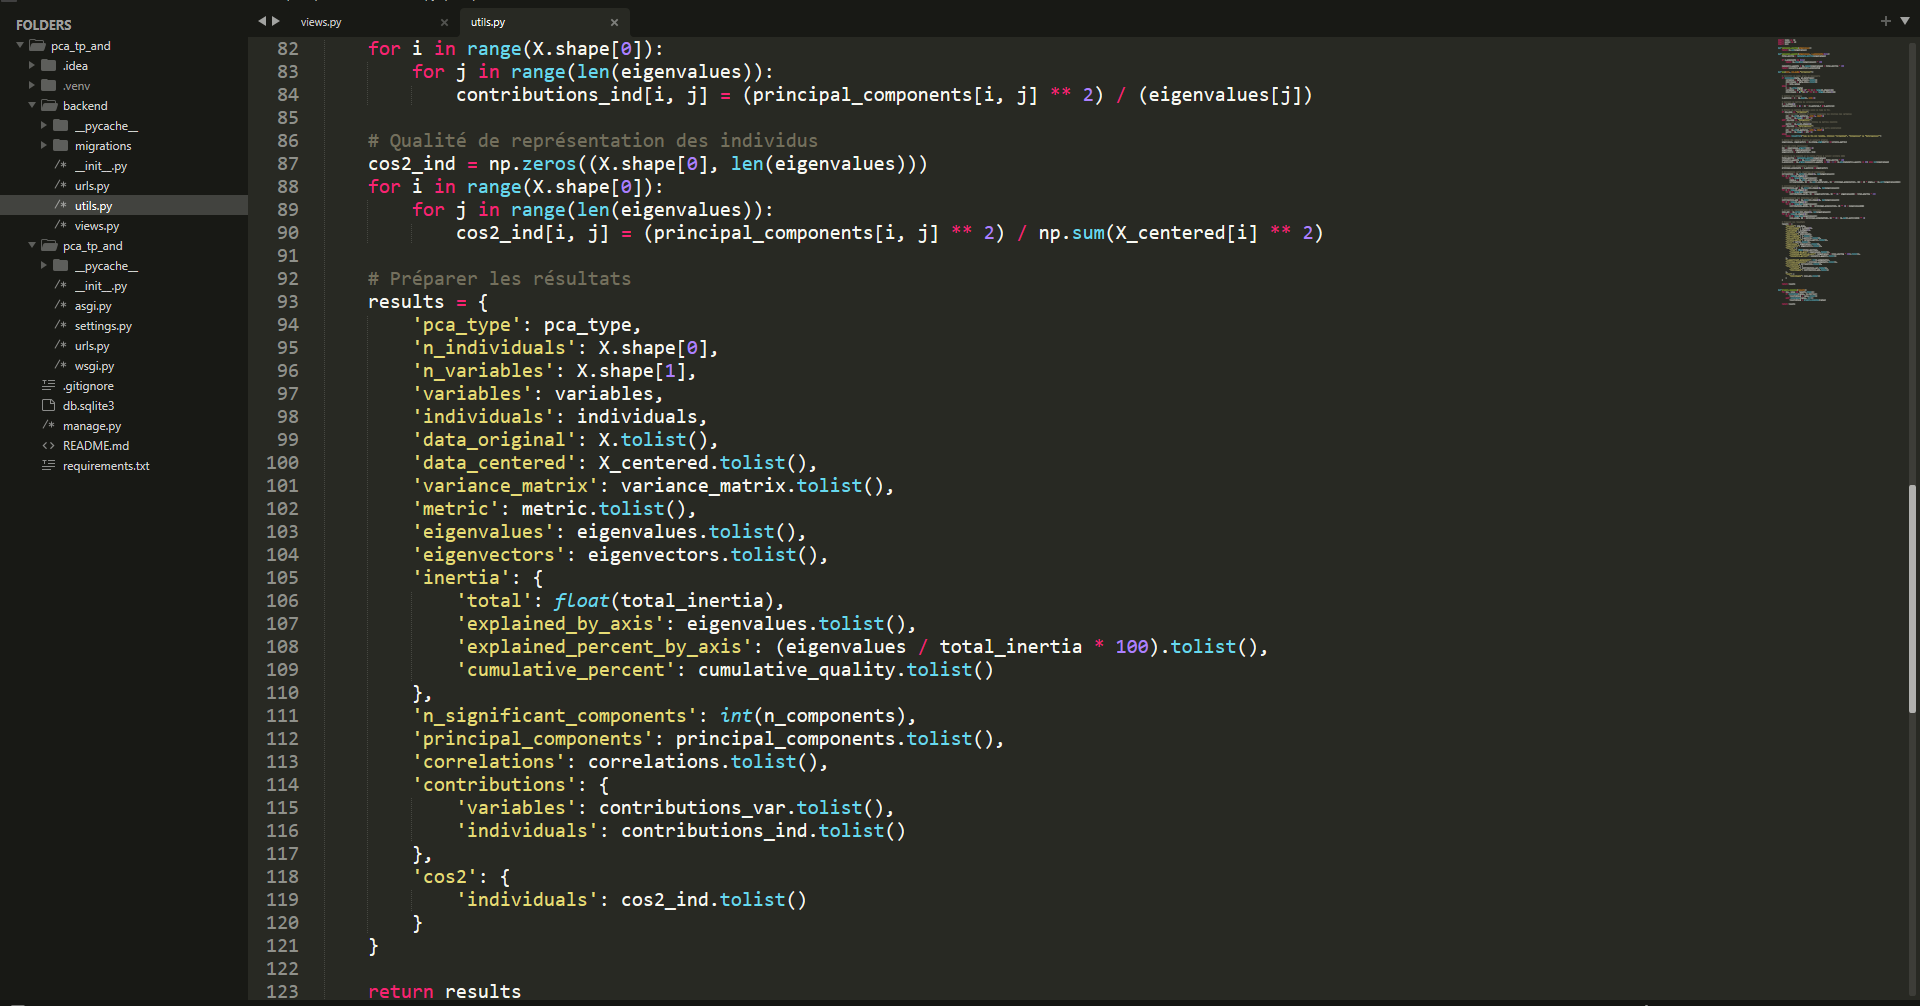 FOLDERS
pca_tp_and
.idea
.venv
backend
__pycache__
migrations
/* __init__.py
/* urls.py
/* utils.py
/* views.py
pca_tp_and
__pycache__
/* __init__.py
/* asgi.py
/* settings.py
/* urls.py
/* wsgi.py
.gitignore
db.sqlite3
/* manage.py
<> README.md
requirements.txt
views.py ×
utils.py ×
82 for i in range(X.shape[0]):
83 for j in range(len(eigenvalues)):
84 contributions_ind[i, j] = (principal_components[i, j] ** 2) / (eigenvalues[j])
85
86 # Qualité de représentation des individus
87 cos2_ind = np.zeros((X.shape[0], len(eigenvalues)))
88 for i in range(X.shape[0]):
89 for j in range(len(eigenvalues)):
90 cos2_ind[i, j] = (principal_components[i, j] ** 2) / np.sum(X_centered[i] ** 2)
91
92 # Préparer les résultats
93 results = {
94 'pca_type': pca_type,
95 'n_individuals': X.shape[0],
96 'n_variables': X.shape[1],
97 'variables': variables,
98 'individuals': individuals,
99 'data_original': X.tolist(),
100 'data_centered': X_centered.tolist(),
101 'variance_matrix': variance_matrix.tolist(),
102 'metric': metric.tolist(),
103 'eigenvalues': eigenvalues.tolist(),
104 'eigenvectors': eigenvectors.tolist(),
105 'inertia': {
106 'total': float(total_inertia),
107 'explained_by_axis': eigenvalues.tolist(),
108 'explained_percent_by_axis': (eigenvalues / total_inertia * 100).tolist(),
109 'cumulative_percent': cumulative_quality.tolist()
110 },
111 'n_significant_components': int(n_components),
112 'principal_components': principal_components.tolist(),
113 'correlations': correlations.tolist(),
114 'contributions': {
115 'variables': contributions_var.tolist(),
116 'individuals': contributions_ind.tolist()
117 },
118 'cos2': {
119 'individuals': cos2_ind.tolist()
120 }
121 }
122
123 return results